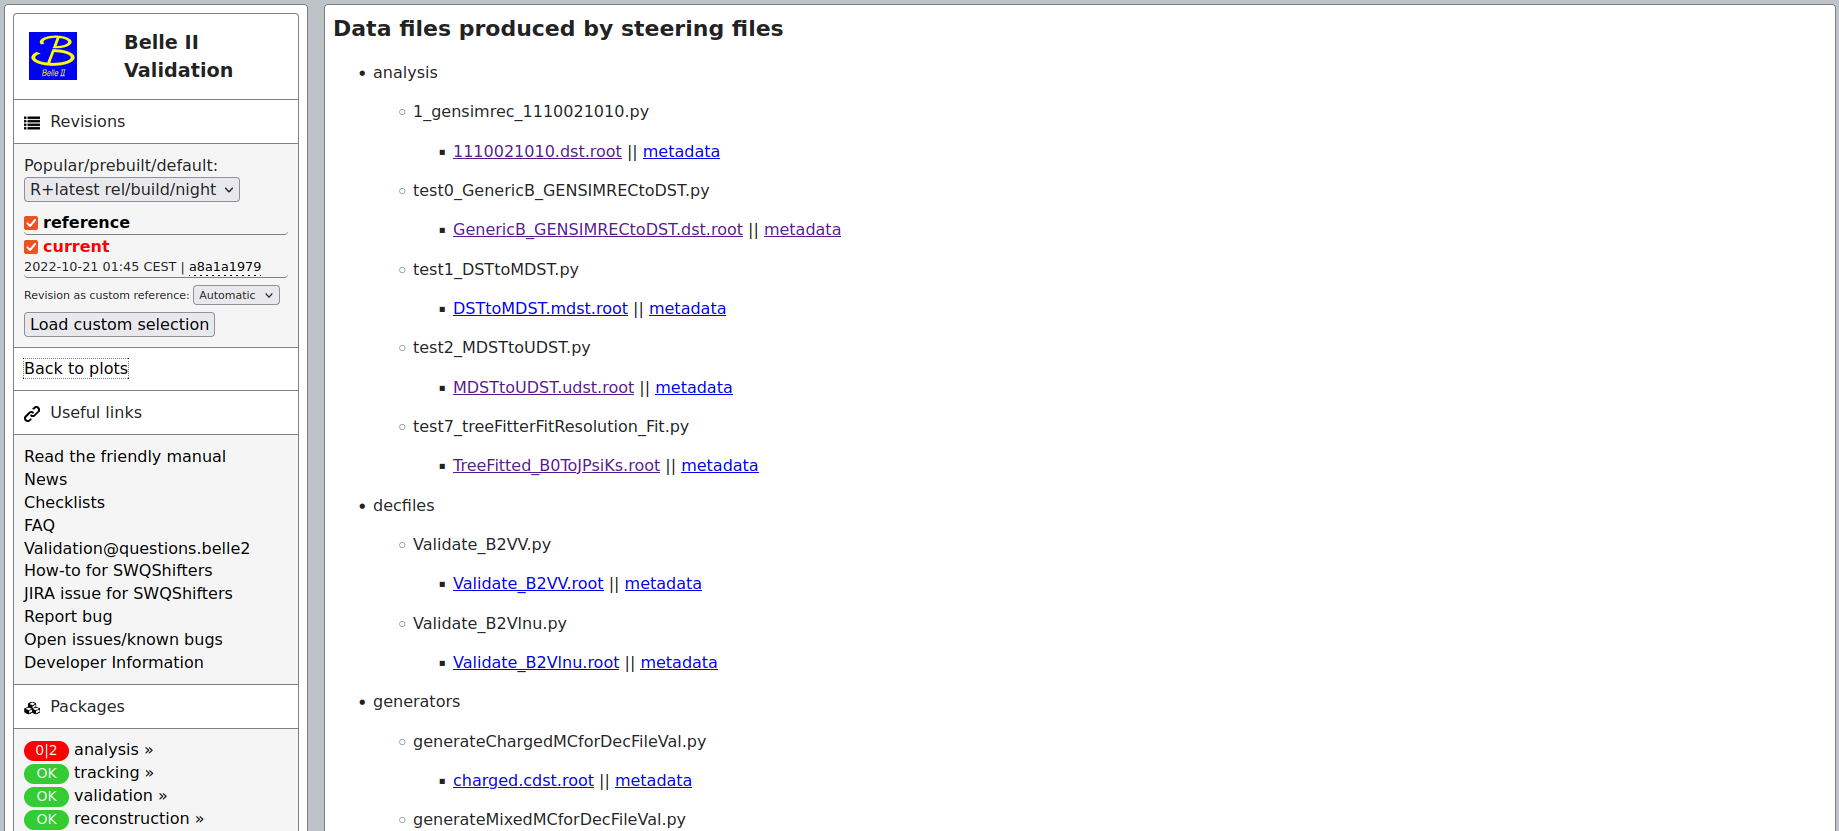 Belle II
Validation
Belle II
Revisions
Popular/prebuilt/default:
R+latest rel/build/night
reference
current
2022-10-21 01:45 CEST | a8a1a1979
Revision as custom reference: Automatic
Load custom selection
Back to plots
Useful links
Read the friendly manual
News
Checklists
FAQ
Validation@questions.belle2
How-to for SWQShifters
JIRA issue for SWQShifters
Report bug
Open issues/known bugs
Developer Information
Packages
0|2 analysis »
OK tracking »
OK validation »
OK reconstruction »
Data files produced by steering files
analysis
1_gensimrec_1110021010.py
1110021010.dst.root || metadata
test0_GenericB_GENSIMRECtoDST.py
GenericB_GENSIMRECtoDST.dst.root || metadata
test1_DSTtoMDST.py
DSTtoMDST.mdst.root || metadata
test2_MDSTtoUDST.py
MDSTtoUDST.udst.root || metadata
test7_treeFitterFitResolution_Fit.py
TreeFitted_B0ToJPsiKs.root || metadata
decfiles
Validate_B2VV.py
Validate_B2VV.root || metadata
Validate_B2Vlnu.py
Validate_B2Vlnu.root || metadata
generators
generateChargedMCforDecFileVal.py
charged.cdst.root || metadata
generateMixedMCforDecFileVal.py